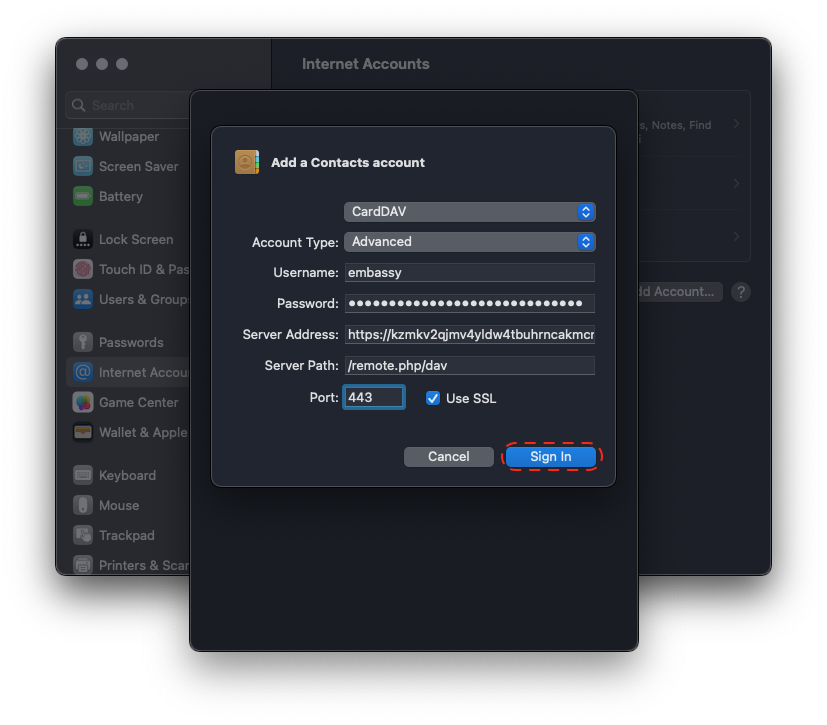 Internet Accounts
Search
Wallpaper
Screen Saver
Battery
Lock Screen
Touch ID & Pas
Users & Group
Passwords
Internet Accou
Game Center
Wallet & Apple
Keyboard
Mouse
Trackpad
Printers & Scan
s, Notes, Find
dd Account...
?
Add a Contacts account
CardDAV
Account Type: Advanced
Username: embassy
Password: ●●●●●●●●●●●●●●●●●●●●●●●●●●●●
Server Address: https://kzmkv2qjmv4yldw4tbuhrncakmcr
Server Path: /remote.php/dav
Port: 443
Use SSL
Cancel
Sign In